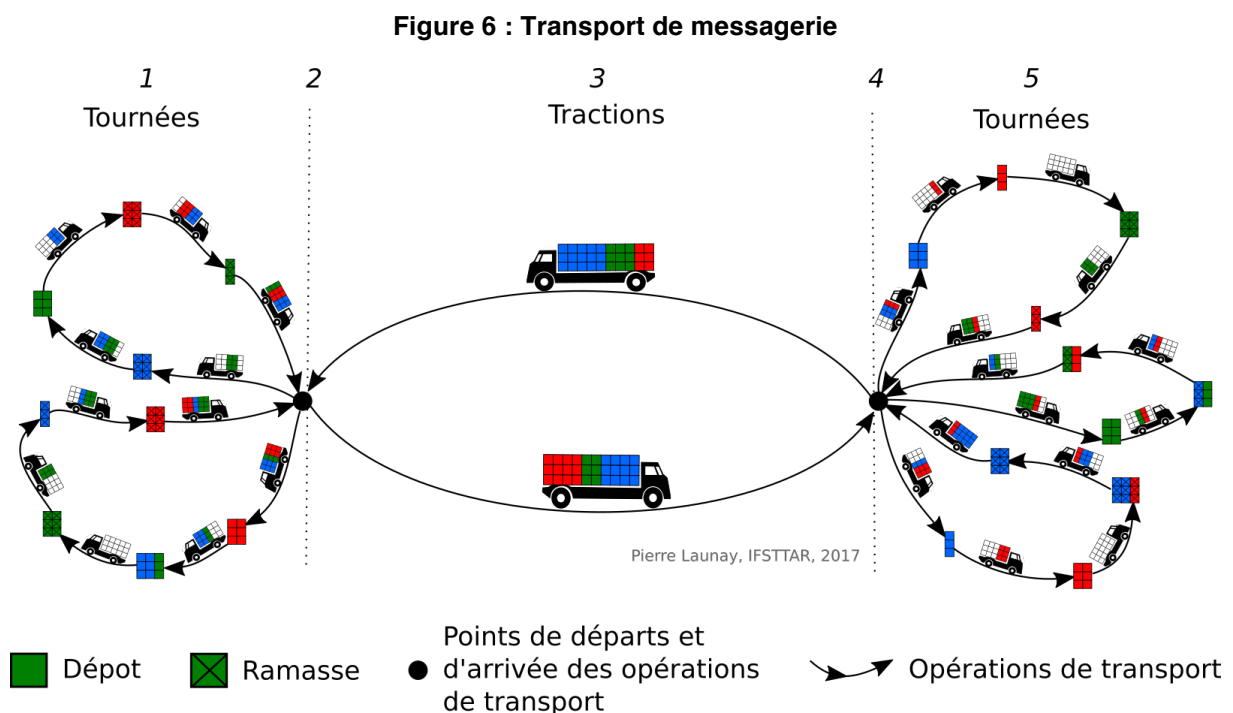 Figure 6 : Transport de messagerie
1 2 3 4 5
Tournées Tractions Tournées
Pierre Launay, IFSTTAR, 2017
Dépot
Ramasse
Points de départs et
d'arrivée des opérations
de transport
Opérations de transport